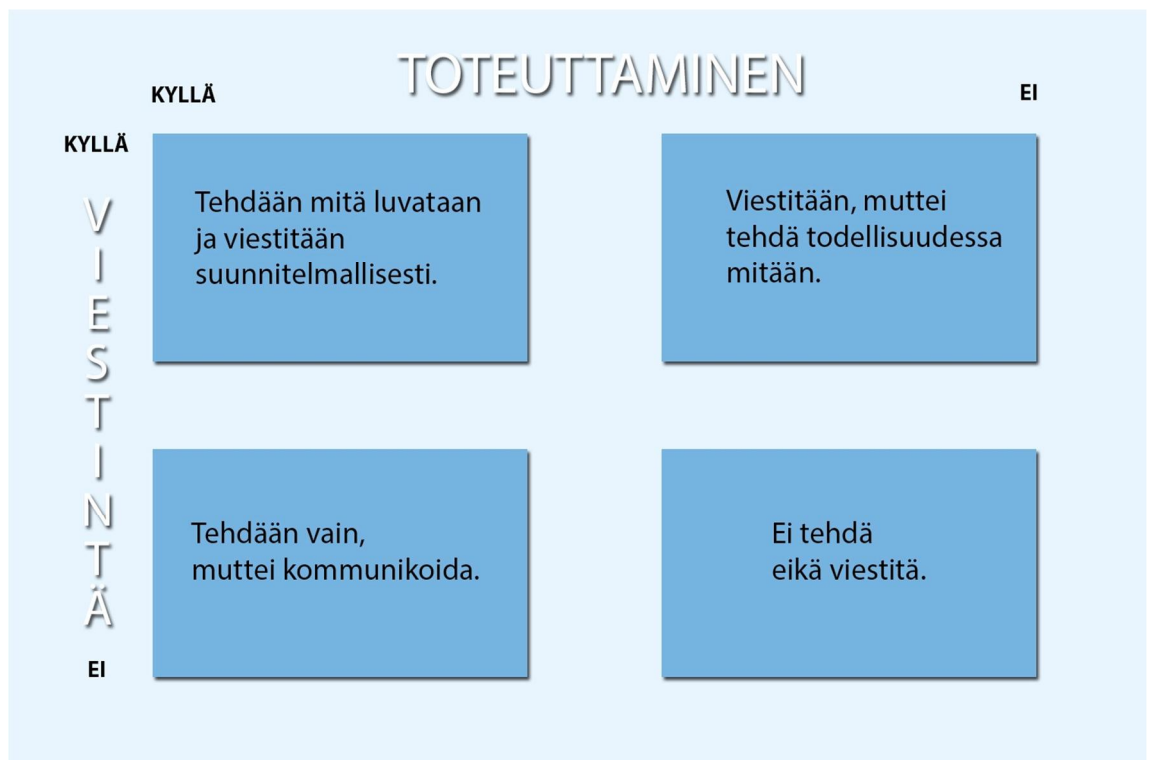 TOTEUTTAMINEN
KYLLÄ
EI
KYLLÄ
VIESTINTÄ
EI
Tehdään mitä luvataan
ja viestitään
suunnitelmallisesti.
Viestitään, muttei
tehdä todellisuudessa
mitään.
Tehdään vain,
muttei kommunikoida.
Ei tehdä
eikä viestitä.